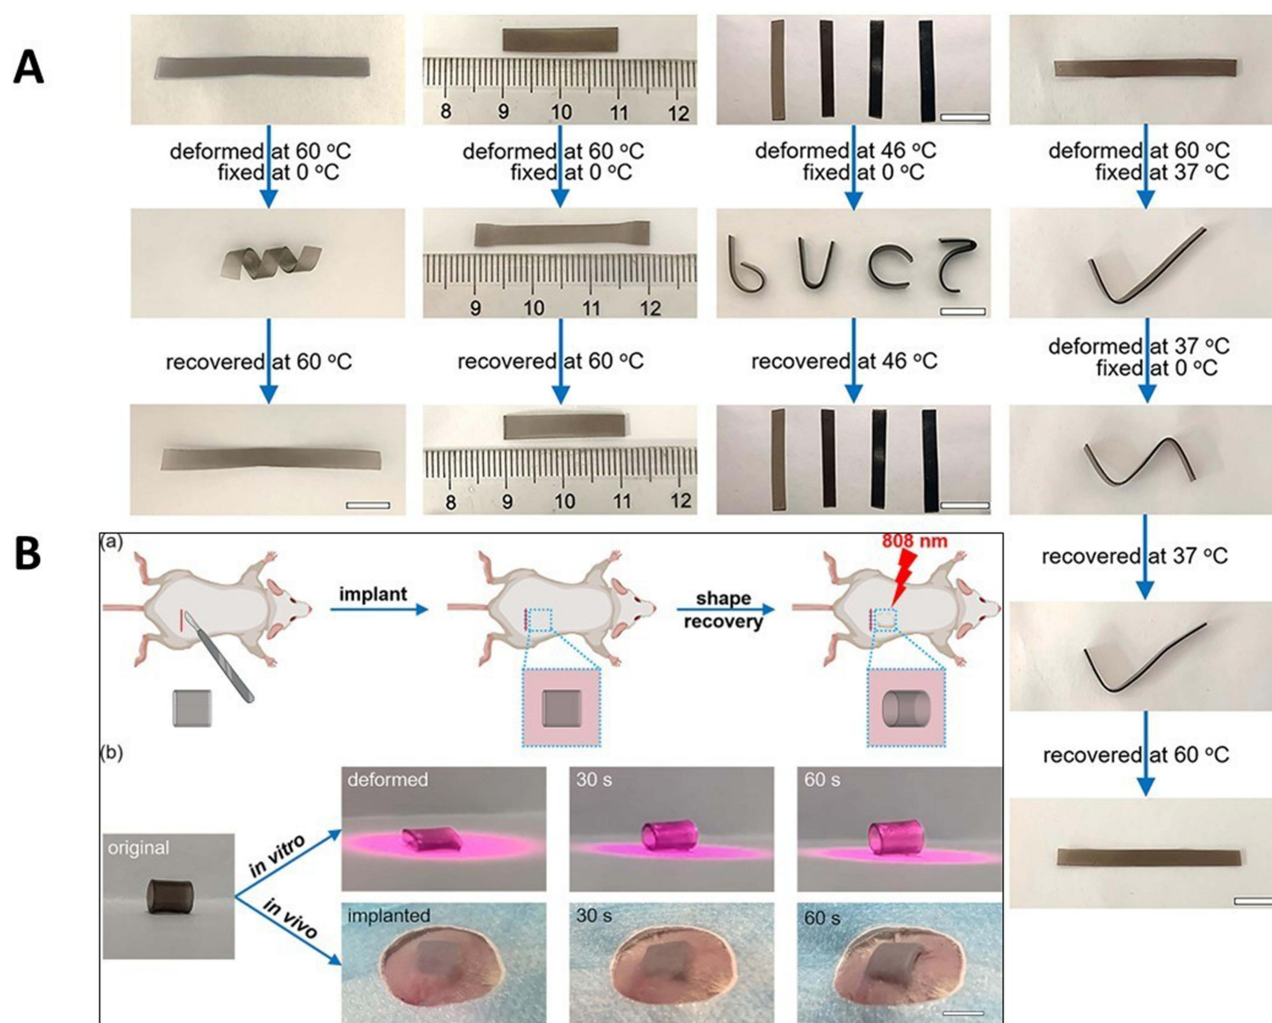 A
8 9 10 11 12
deformed at 60 °C
fixed at 0 °C
deformed at 60 °C
fixed at 0 °C
deformed at 46 °C
fixed at 0 °C
deformed at 60 °C
fixed at 37 °C
9 10 11 12
recovered at 60 °C
recovered at 60 °C
recovered at 46 °C
deformed at 37 °C
fixed at 0 °C
8 9 10 11 12
recovered at 37 °C
recovered at 60 °C
B
(a)
implant
shape
recovery
808 nm
(b)
original
in vitro
in vivo
deformed
30 s
60 s
implanted
30 s
60 s